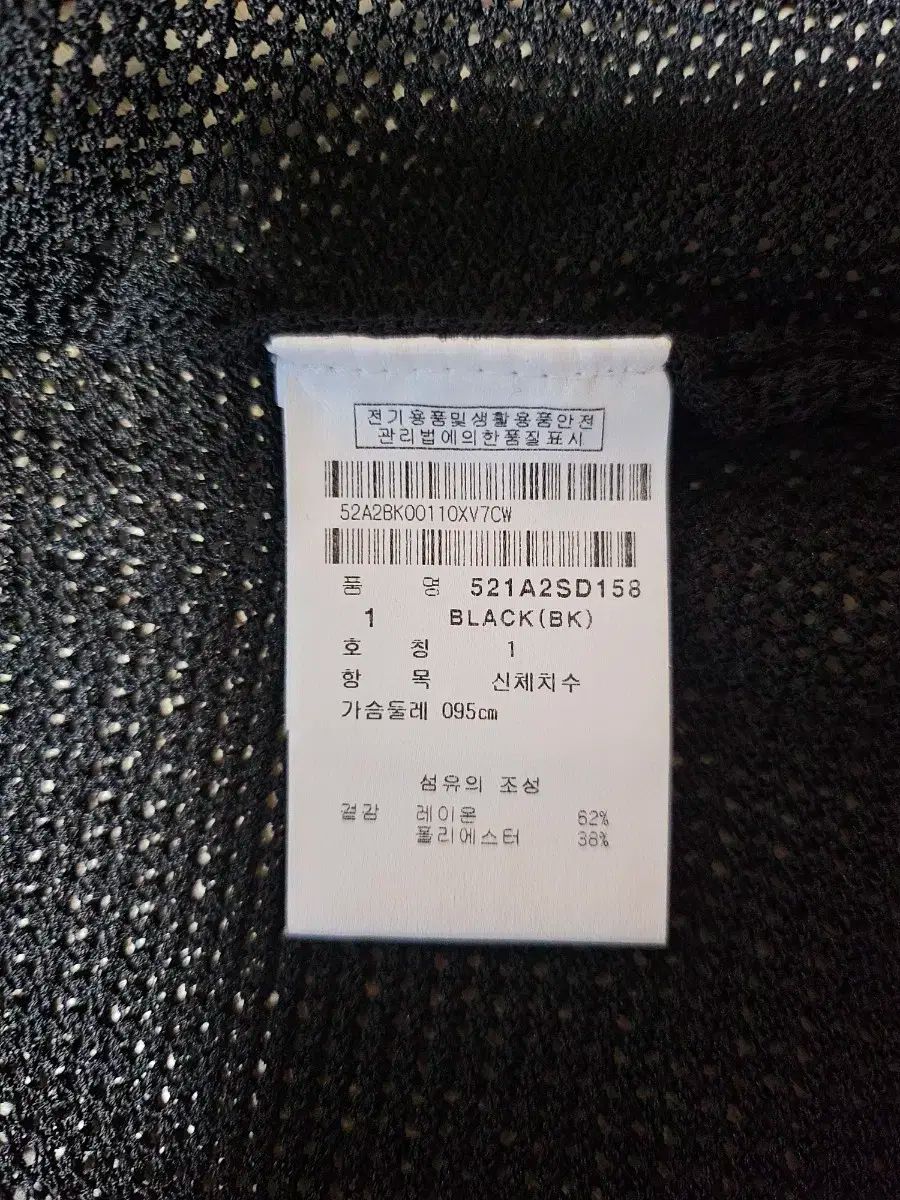 전기용품및생활용품안전
관리법에의한품질표시
52A2BK00110XV7CW
품 명 521A2SD158
1 BLACK(BK)
호 칭 1
항 목 신체치수
가슴둘레 095cm
섬유의 조성
겉감 레이온 62%
폴리에스터 38%